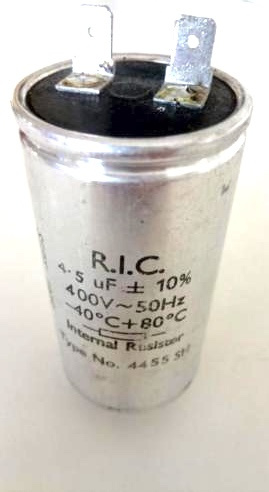 R.I.C.
4·5 uF ± 10%
400V~50Hz
-40°C+80°C
Internal Resistor
Type No. 4455